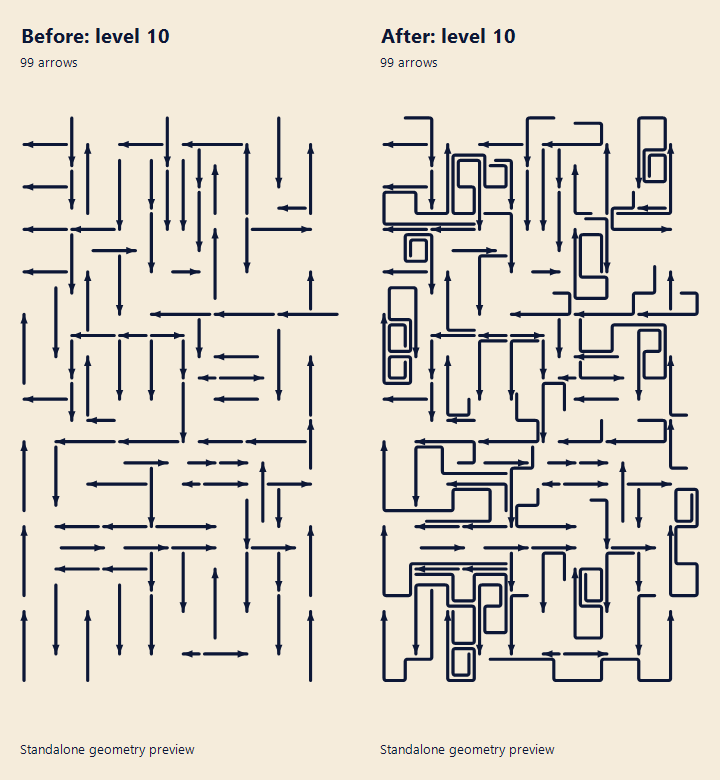 Before: level 10
99 arrows
After: level 10
99 arrows
Standalone geometry preview
Standalone geometry preview